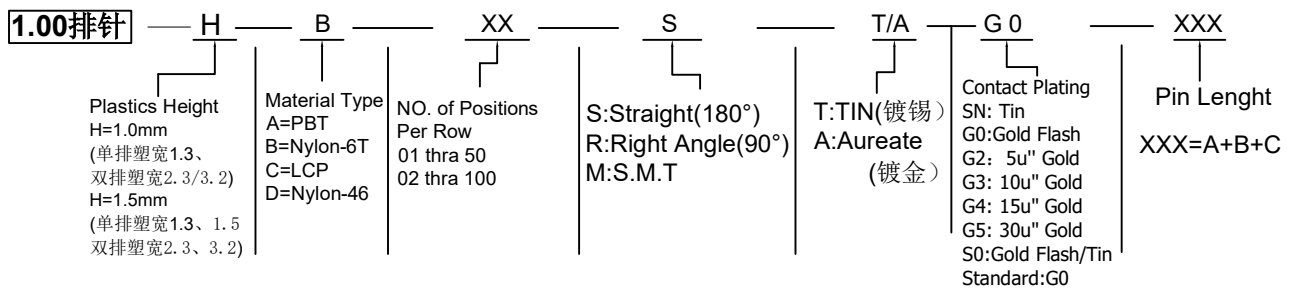 1.00排针 H B XX S T/A G 0 XXX
Plastics Height
H=1.0mm
(单排塑宽1.3、
双排塑宽2.3/3.2)
H=1.5mm
(单排塑宽1.3、1.5
双排塑宽2.3、3.2)
Material Type
A=PBT
B=Nylon-6T
C=LCP
D=Nylon-46
NO. of Positions
Per Row
01 thra 50
02 thra 100
S:Straight(180°)
R:Right Angle(90°)
M:S.M.T
T:TIN(镀锡）
A:Aureate
(镀金）
Contact Plating
SN: Tin
G0:Gold Flash
G2： 5u" Gold
G3: 10u" Gold
G4: 15u" Gold
G5: 30u" Gold
S0:Gold Flash/Tin
Standard:G0
Pin Lenght
XXX=A+B+C